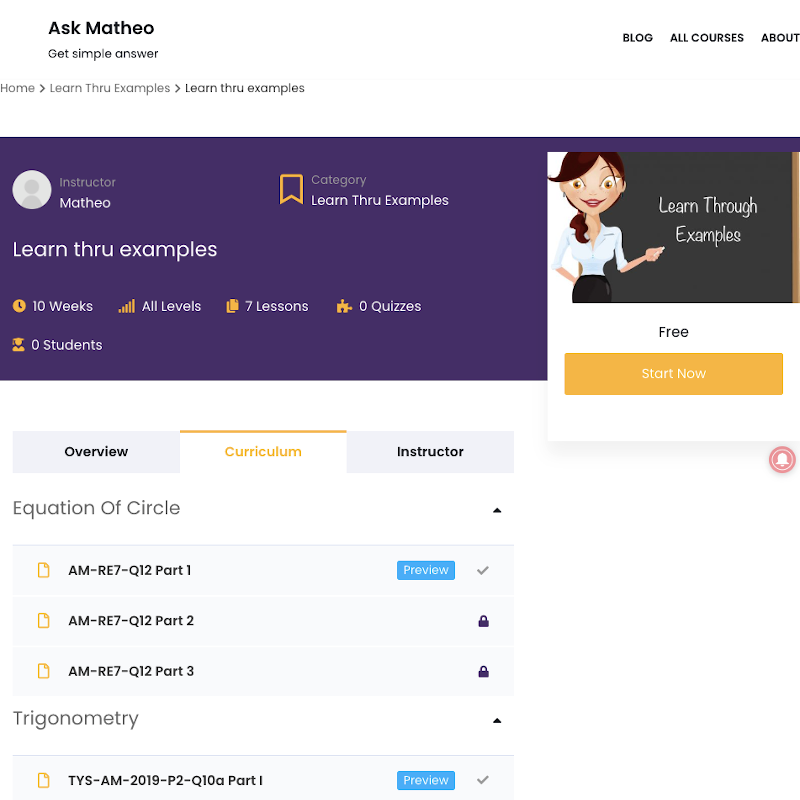 Ask Matheo
Get simple answer
BLOG ALL COURSES ABOUT
Home > Learn Thru Examples > Learn thru examples
Instructor
Matheo
Category
Learn Thru Examples
Learn thru examples
10 Weeks All Levels 7 Lessons 0 Quizzes
0 Students
Learn Through
Examples
Free
Start Now
Overview Curriculum Instructor
Equation Of Circle
AM-RE7-Q12 Part 1 Preview
AM-RE7-Q12 Part 2
AM-RE7-Q12 Part 3
Trigonometry
TYS-AM-2019-P2-Q10a Part I Preview